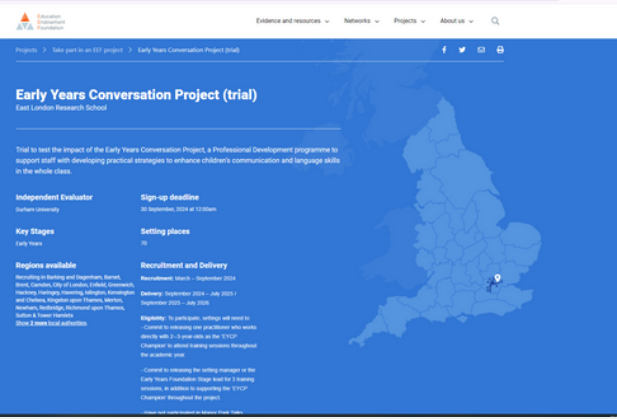 Education
Endowment
Foundation
Evidence and resources
Networks
Projects
About us
Projects > Take part in an EEF project > Early Years Conversation Project (trial)
Early Years Conversation Project (trial)
East London Research School
Trial to test the impact of the Early Years Conversation Project, a Professional Development programme to
support staff with developing practical strategies to enhance children's communication and language skills
in the whole class.
Independent Evaluator
Durham University
Sign-up deadline
30 September, 2024 at 12:00am
Key Stages
Early Years
Setting places
70
Regions available
Recruiting in Barking and Dagenham, Barnet,
Brent, Camden, City of London, Enfield, Greenwich,
Hackney, Haringey, Havering, Islington, Kensington
and Chelsea, Kingston upon Thames, Merton,
Newham, Redbridge, Richmond upon Thames,
Sutton & Tower Hamlets
Show 2 more local authorities.
Recruitment and Delivery
Recruitment: March – September 2024
Delivery: September 2024 – July 2025 /
September 2025 – July 2026
Eligibility: To participate, settings will need to:
- Commit to releasing one practitioner who works
directly with 2–3-year-olds as the 'EYCP
Champion' to attend training sessions throughout
the academic year.
- Commit to releasing the setting manager or the
Early Years Foundation Stage lead for 3 training
sessions, in addition to supporting the 'EYCP
Champion' throughout the project.
- Have not participated in Manor Park Talks